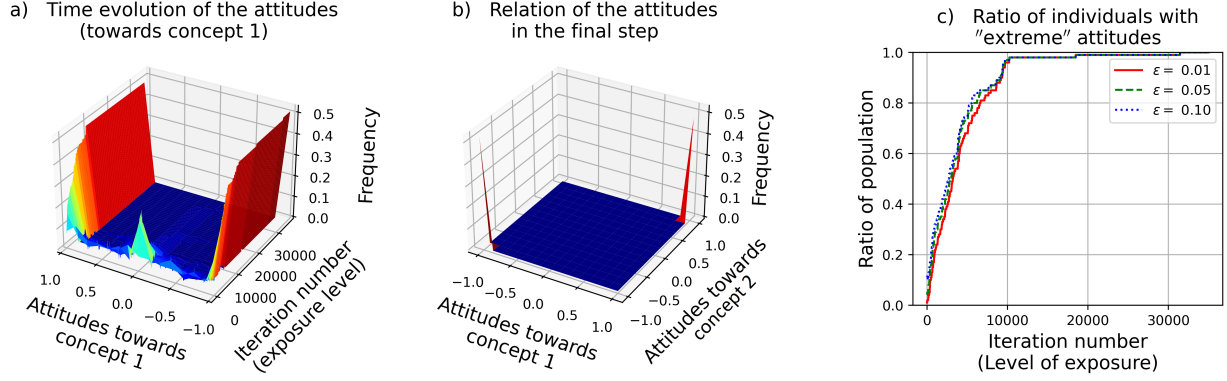 a) Time evolution of the attitudes
(towards concept 1)
0.5
0.4
0.3
0.2
0.1
0.0
Frequency
1.0
0.5
0.0
−0.5
−1.0
Attitudes towards
concept 1
0
10000
20000
30000
Iteration number
(exposure level)
b) Relation of the attitudes
in the final step
0.5
0.4
0.3
0.2
0.1
0.0
Frequency
−1.0
−0.5
0.0
0.5
1.0
Attitudes towards
concept 1
−1.0
−0.5
0.0
0.5
1.0
Attitudes towards
concept 2
c) Ratio of individuals with
"extreme" attitudes
1.0
0.8
0.6
0.4
0.2
0.0
Ratio of population
ε = 0.01
ε = 0.05
ε = 0.10
0 10000 20000 30000
Iteration number
(Level of exposure)